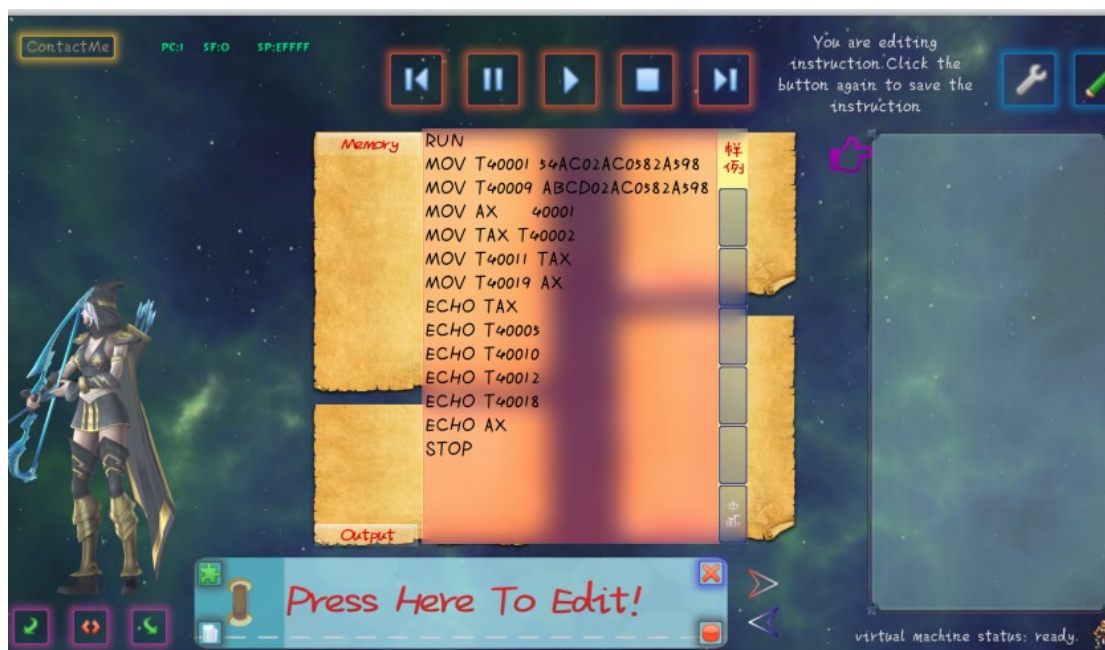 ContactMe
PC:1 SF:0 SP:EFFFF
You are editing
instruction.Click the
button again to save the
instruction
Memory
RUN
MOV T40001 54AC02AC0582A598
MOV T40009 ABCD02AC0582A598
MOV AX 40001
MOV TAX T40002
MOV T40011 TAX
MOV T40019 AX
ECHO TAX
ECHO T40005
ECHO T40010
ECHO T40012
ECHO T40018
ECHO AX
STOP
样
例
中
断
Output
Press Here To Edit!
virtual machine status: ready.